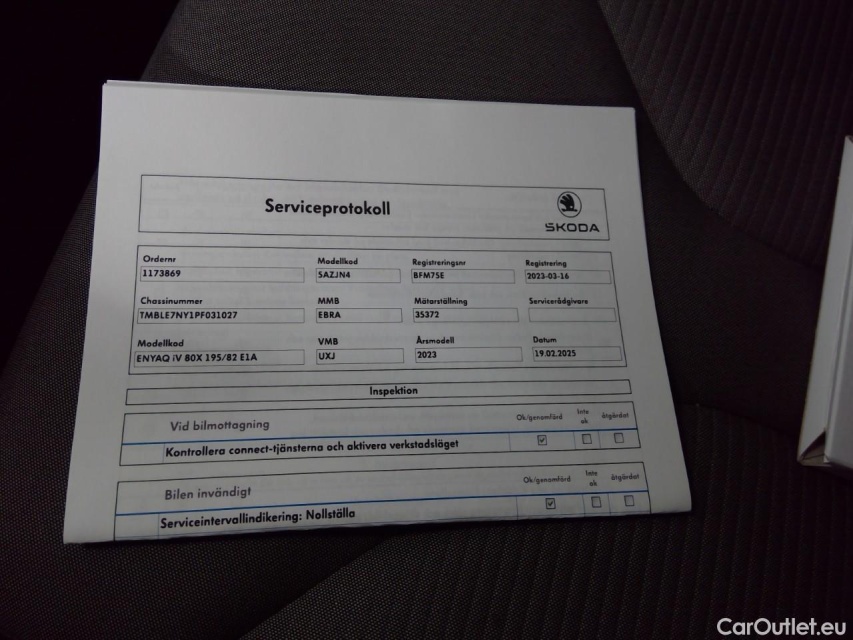 Serviceprotokoll
ŠKODA
Ordernr Modellkod Registreringsnr Registrering
1173869 5AZJN4 BFM75E 2023-03-16
Chassinummer MMB Mätarställning Servicerådgivare
TMBLE7NY1PF031027 EBRA 35372
Modellkod VMB Årsmodell Datum
ENYAQ iV 80X 195/82 E1A UXJ 2023 19.02.2025
Inspektion
Vid bilmottagning Ok/genomförd Inte ok åtgärdat
Kontrollera connect-tjänsterna och aktivera verkstadsläget
Bilen invändigt Ok/genomförd Inte ok åtgärdat
Serviceintervallindikering: Nollställa
CarOutlet.eu